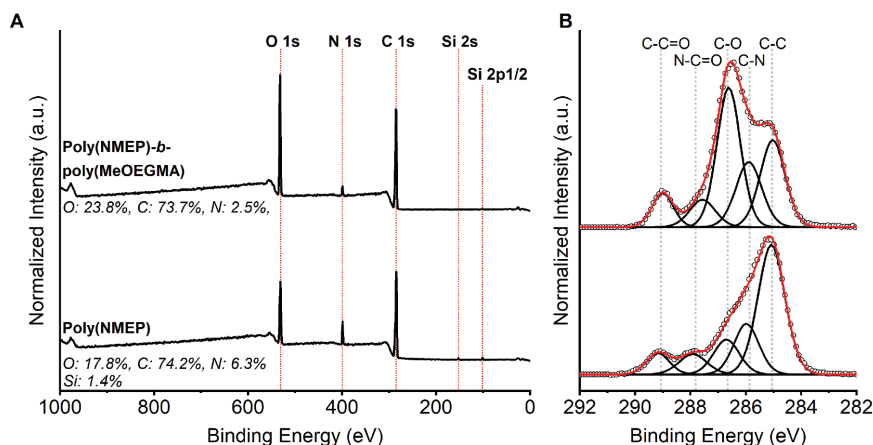 A
B
O 1s N 1s C 1s Si 2s
Si 2p1/2
Normalized Intensity (a.u.)
Poly(NMEP)-b-
poly(MeOEGMA)
O: 23.8%, C: 73.7%, N: 2.5%,
Poly(NMEP)
O: 17.8%, C: 74.2%, N: 6.3%
Si: 1.4%
1000 800 600 400 200 0
Binding Energy (eV)
C-C=O C-O C-C
N-C=O C-N
Normalized Intensity (a.u.)
292 290 288 286 284 282
Binding Energy (eV)